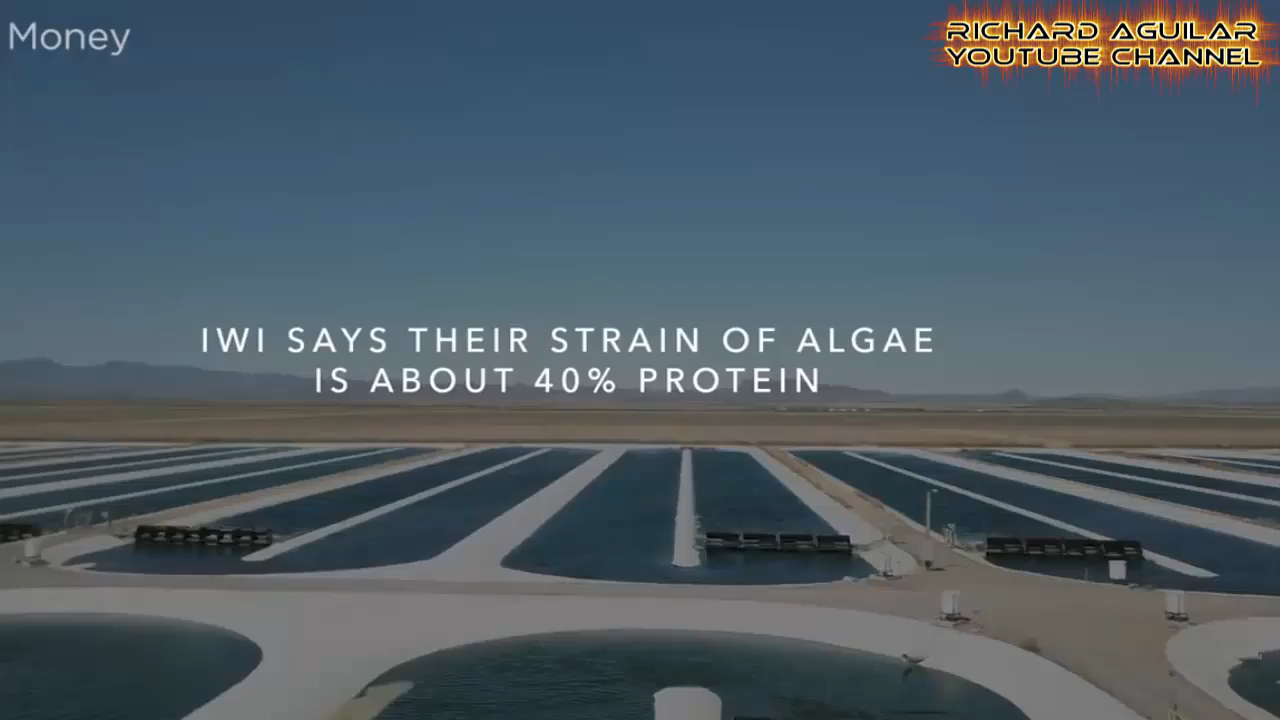 Money
RICHARD AGUILAR
YOUTUBE CHANNEL
IWI SAYS THEIR STRAIN OF ALGAE
IS ABOUT 40% PROTEIN